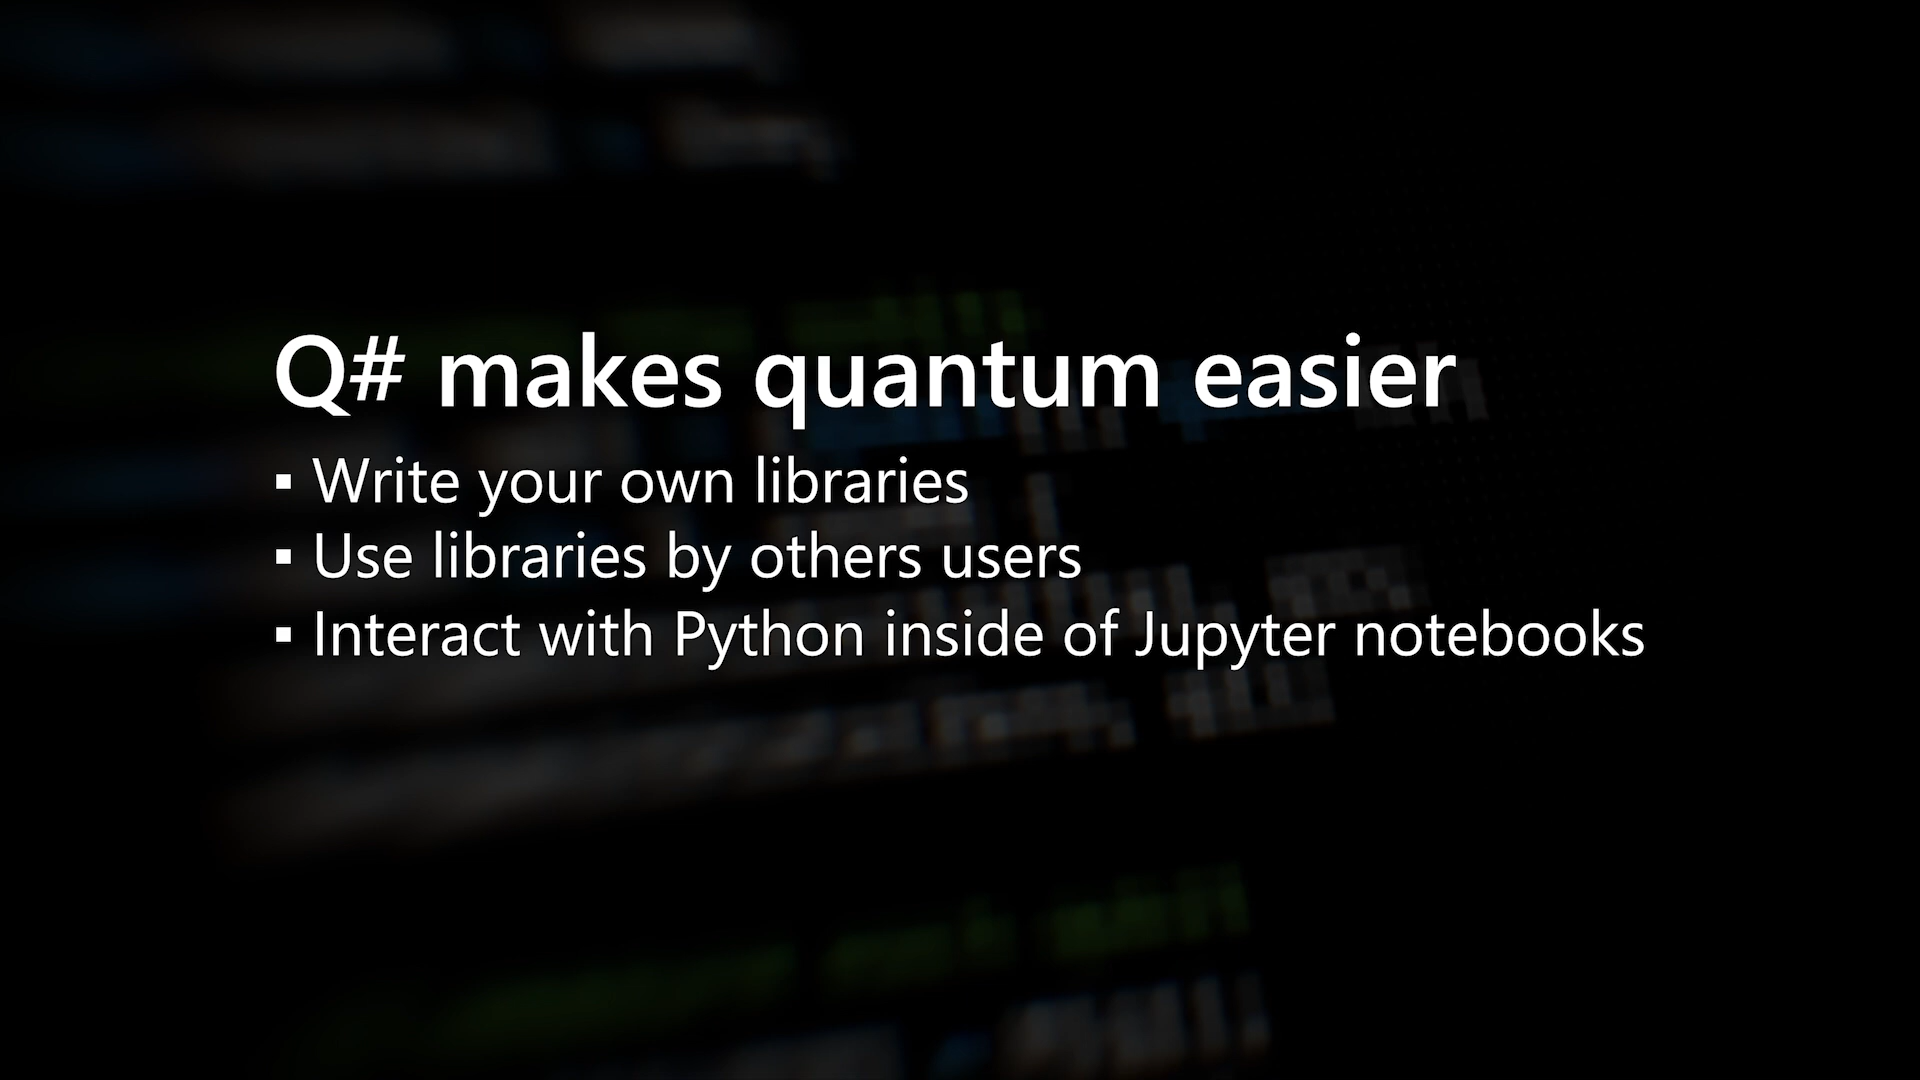 Q# makes quantum easier
▪ Write your own libraries
▪ Use libraries by others users
▪ Interact with Python inside of Jupyter notebooks